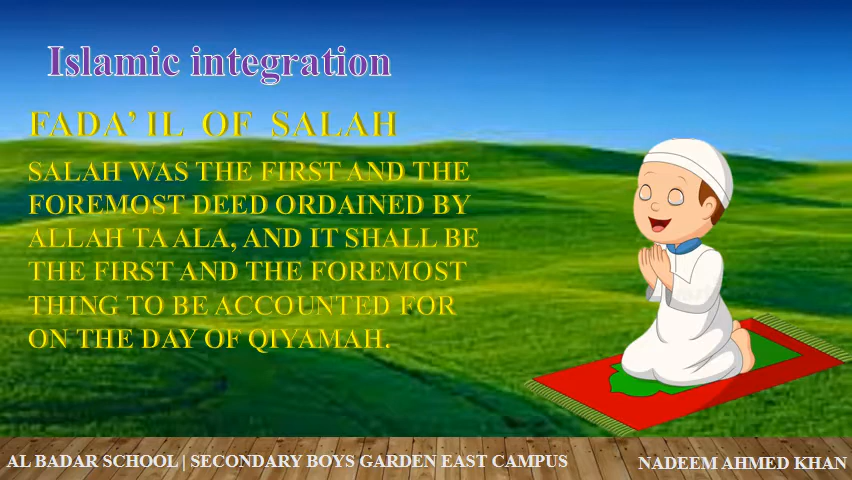 Islamic integration
FADA' IL OF SALAH
SALAH WAS THE FIRST AND THE
FOREMOST DEED ORDAINED BY
ALLAH TA ALA, AND IT SHALL BE
THE FIRST AND THE FOREMOST
THING TO BE ACCOUNTED FOR
ON THE DAY OF QIYAMAH.
AL BADAR SCHOOL | SECONDARY BOYS GARDEN EAST CAMPUS
NADEEM AHMED KHAN